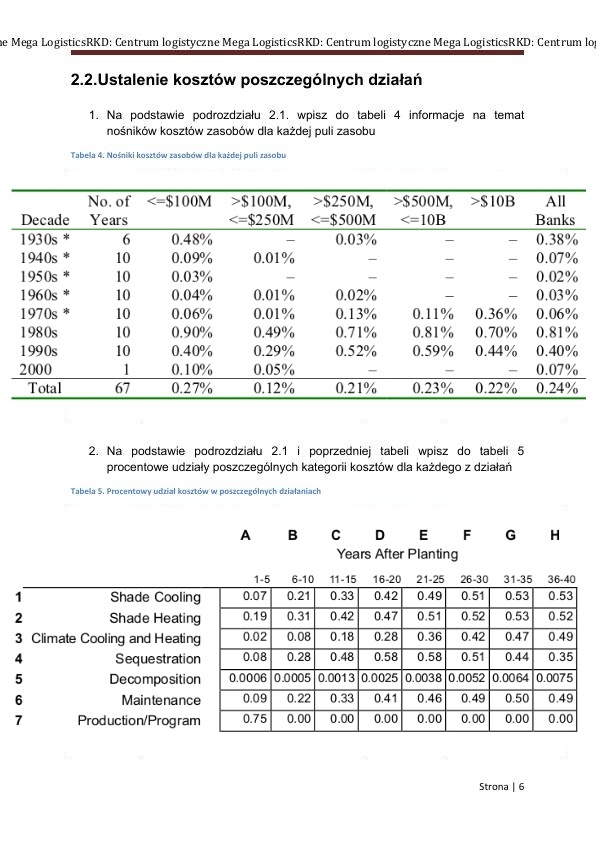 ne Mega LogisticsRKD: Centrum logistyczne Mega LogisticsRKD: Centrum logistyczne Mega LogisticsRKD: Centrum log
2.2.Ustalenie kosztów poszczególnych działań
1. Na podstawie podrozdziału 2.1. wpisz do tabeli 4 informacje na temat
nośników kosztów zasobów dla każdej puli zasobu
Tabela 4. Nośniki kosztów zasobów dla każdej puli zasobu
No. of <=$100M >$100M, >$250M, >$500M, >$10B All
Decade Years <=$250M <=$500M <=10B Banks
1930s * 6 0.48% – 0.03% – – 0.38%
1940s * 10 0.09% 0.01% – – – 0.07%
1950s * 10 0.03% – – – – 0.02%
1960s * 10 0.04% 0.01% 0.02% – – 0.03%
1970s * 10 0.06% 0.01% 0.13% 0.11% 0.36% 0.06%
1980s 10 0.90% 0.49% 0.71% 0.81% 0.70% 0.81%
1990s 10 0.40% 0.29% 0.52% 0.59% 0.44% 0.40%
2000 1 0.10% 0.05% – – – 0.07%
Total 67 0.27% 0.12% 0.21% 0.23% 0.22% 0.24%
2. Na podstawie podrozdziału 2.1 i poprzedniej tabeli wpisz do tabeli 5
procentowe udziały poszczególnych kategorii kosztów dla każdego z działań
Tabela 5. Procentowy udział kosztów w poszczególnych działaniach
A B C D E F G H
Years After Planting
1-5 6-10 11-15 16-20 21-25 26-30 31-35 36-40
1 Shade Cooling 0.07 0.21 0.33 0.42 0.49 0.51 0.53 0.53
2 Shade Heating 0.19 0.31 0.42 0.47 0.51 0.52 0.53 0.52
3 Climate Cooling and Heating 0.02 0.08 0.18 0.28 0.36 0.42 0.47 0.49
4 Sequestration 0.08 0.28 0.48 0.58 0.58 0.51 0.44 0.35
5 Decomposition 0.0006 0.0005 0.0013 0.0025 0.0038 0.0052 0.0064 0.0075
6 Maintenance 0.09 0.22 0.33 0.41 0.46 0.49 0.50 0.49
7 Production/Program 0.75 0.00 0.00 0.00 0.00 0.00 0.00 0.00
Strona | 6